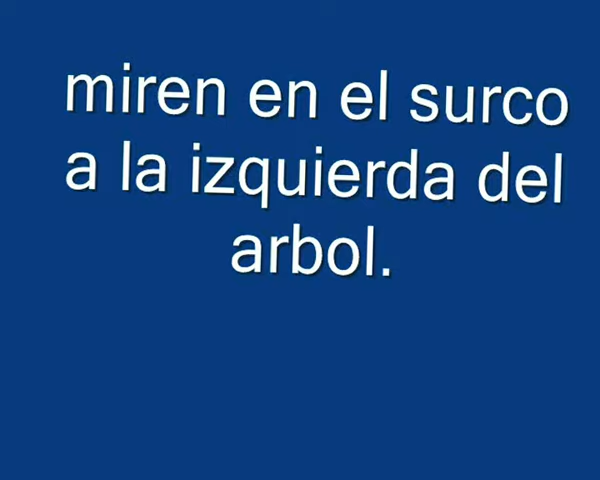 miren en el surco
a la izquierda del
arbol.